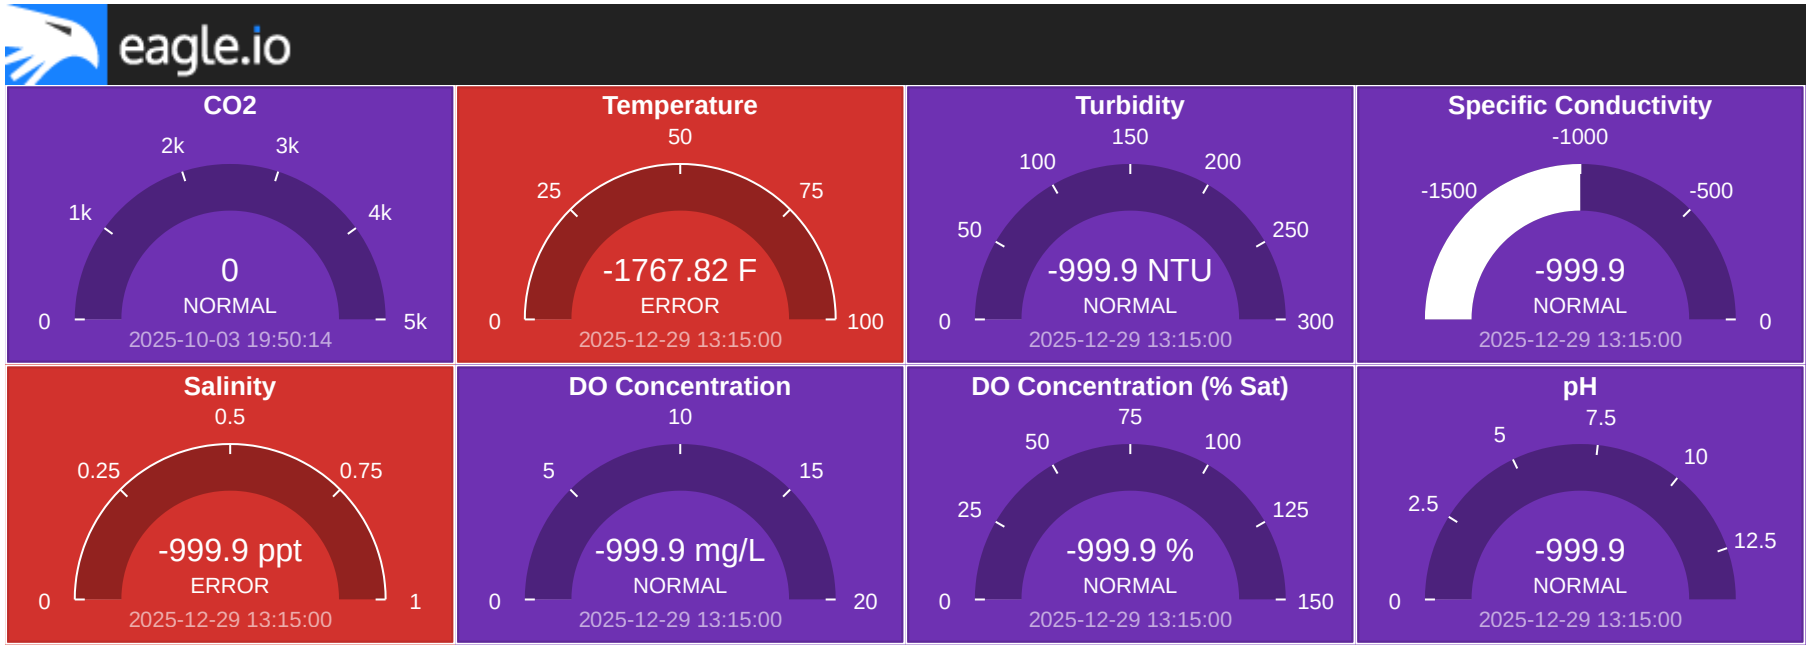 eagle.io
CO2
2k
3k
1k
4k
0
NORMAL
0
5k
2025-10-03 19:50:14
Temperature
50
25
75
-1767.82 F
ERROR
0
100
2025-12-29 13:15:00
Turbidity
150
100
200
50
250
-999.9 NTU
NORMAL
0
300
2025-12-29 13:15:00
Specific Conductivity
-1000
-1500
-500
-999.9
NORMAL
0
2025-12-29 13:15:00
Salinity
0.5
0.25
0.75
-999.9 ppt
ERROR
0
1
2025-12-29 13:15:00
DO Concentration
10
5
15
-999.9 mg/L
NORMAL
0
20
2025-12-29 13:15:00
DO Concentration (% Sat)
75
50
100
25
125
-999.9 %
NORMAL
0
150
2025-12-29 13:15:00
pH
7.5
5
10
2.5
12.5
-999.9
NORMAL
0
2025-12-29 13:15:00